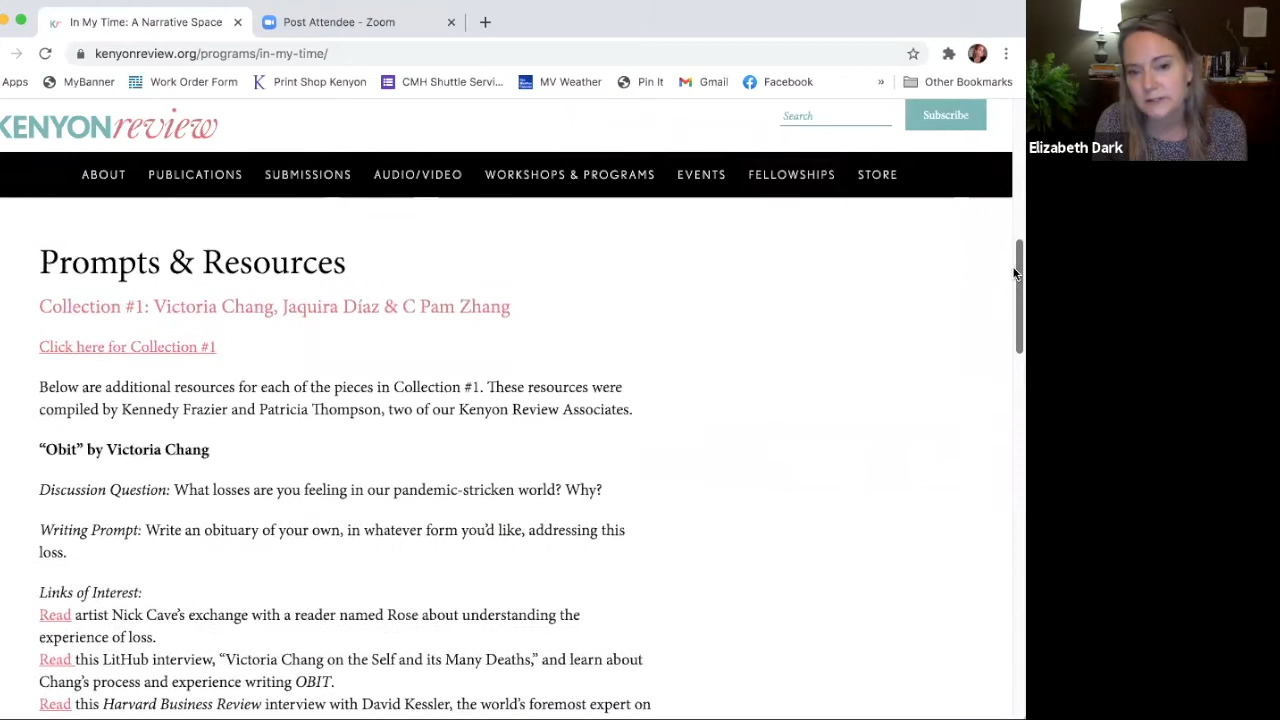 In My Time: A Narrative Space
Post Attendee - Zoom
kenyonreview.org/programs/in-my-time/
Apps
MyBanner
Work Order Form
Print Shop Kenyon
CMH Shuttle Servi...
MV Weather
Pin It
Gmail
Facebook
»
Other Bookmarks
KENYONreview
Search
Subscribe
ABOUT PUBLICATIONS SUBMISSIONS AUDIO/VIDEO WORKSHOPS & PROGRAMS EVENTS FELLOWSHIPS STORE
Elizabeth Dark
Prompts & Resources
Collection #1: Victoria Chang, Jaquira Díaz & C Pam Zhang
Click here for Collection #1
Below are additional resources for each of the pieces in Collection #1. These resources were
compiled by Kennedy Frazier and Patricia Thompson, two of our Kenyon Review Associates.
“Obit” by Victoria Chang
Discussion Question: What losses are you feeling in our pandemic-stricken world? Why?
Writing Prompt: Write an obituary of your own, in whatever form you’d like, addressing this
loss.
Links of Interest:
Read artist Nick Cave’s exchange with a reader named Rose about understanding the
experience of loss.
Read this LitHub interview, “Victoria Chang on the Self and its Many Deaths,” and learn about
Chang’s process and experience writing OBIT.
Read this Harvard Business Review interview with David Kessler, the world’s foremost expert on